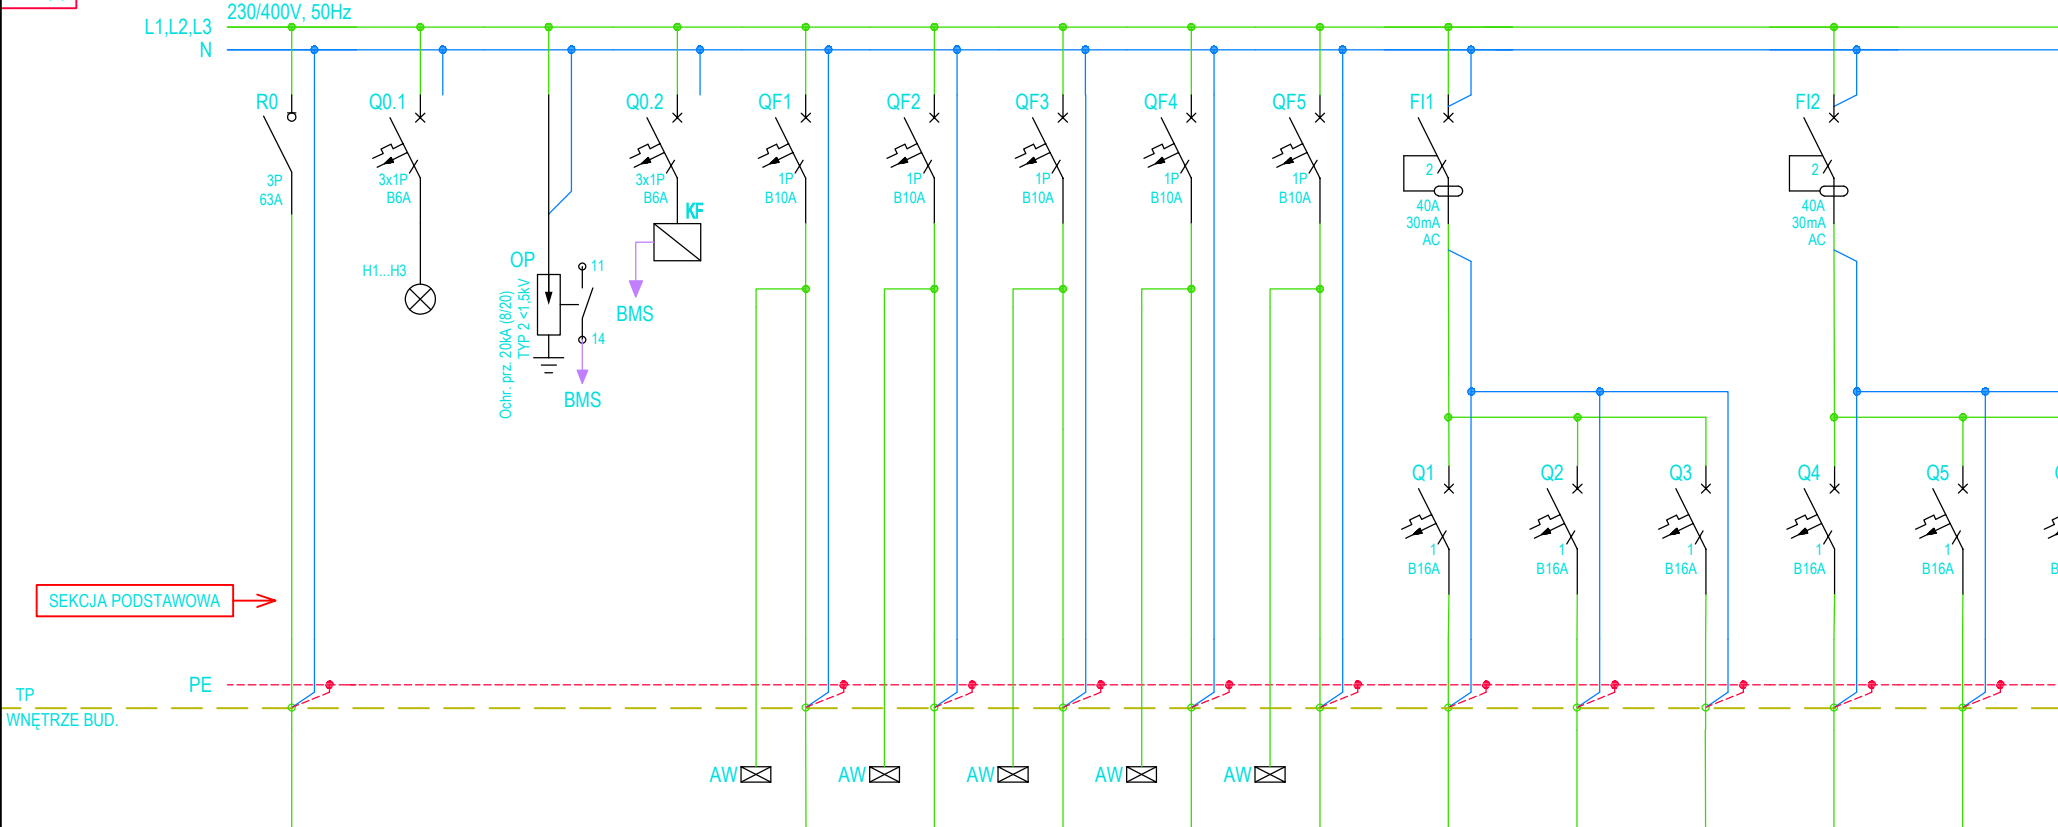 230/400V, 50Hz
L1,L2,L3
N
R0
3P
63A
Q0.1
3x1P
B6A
H1...H3
OP
Ochr. prz. 20kA (8/20)
TYP 2 <1,5kV
11
14
BMS
Q0.2
3x1P
B6A
KF
BMS
QF1
1P
B10A
QF2
1P
B10A
QF3
1P
B10A
QF4
1P
B10A
QF5
1P
B10A
FI1
2
40A
30mA
AC
FI2
2
40A
30mA
AC
Q1
1
B16A
Q2
1
B16A
Q3
1
B16A
Q4
1
B16A
Q5
1
B16A
SEKCJA PODSTAWOWA
PE
TP
WNĘTRZE BUD.
AW
AW
AW
AW
AW